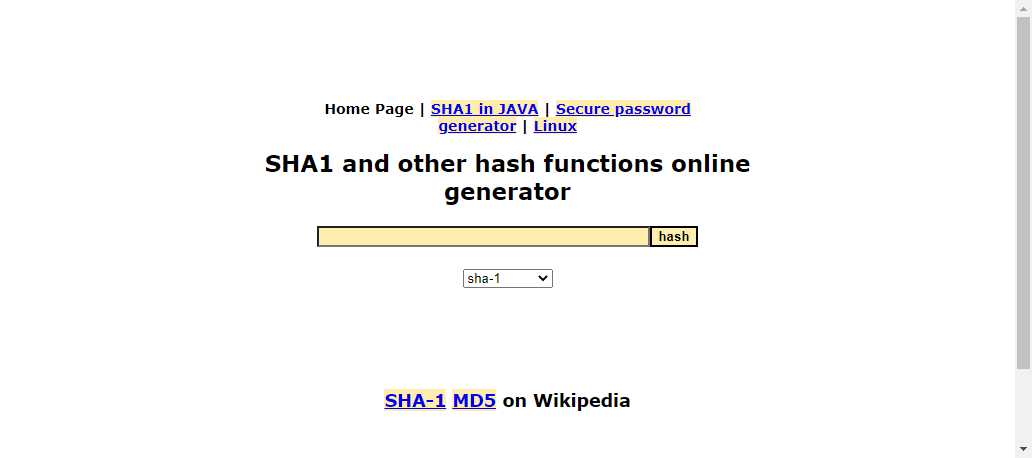 Home Page | SHA1 in JAVA | Secure password
generator | Linux
SHA1 and other hash functions online
generator
hash
sha-1
SHA-1 MD5 on Wikipedia